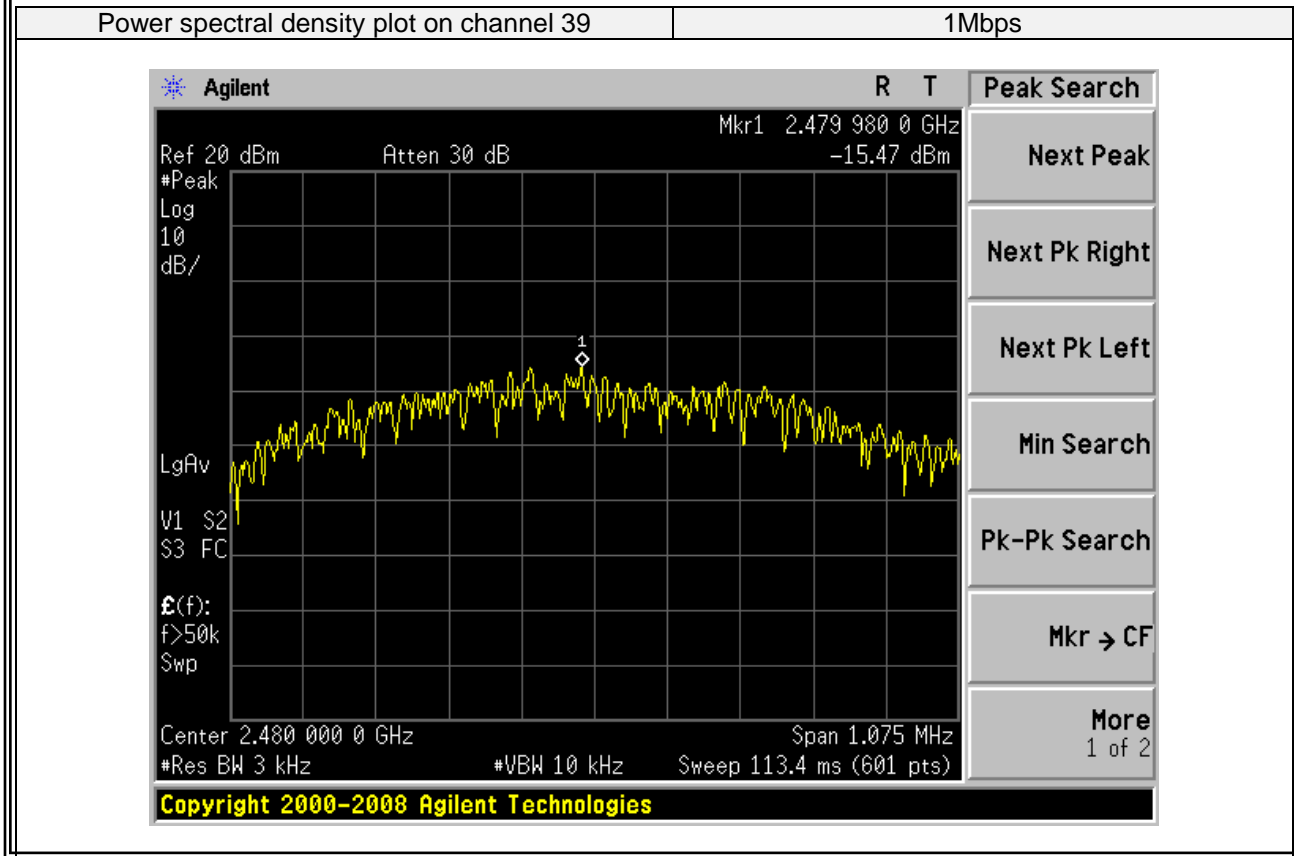 Power spectral density plot on channel 39 1Mbps
Agilent R T Peak Search
Mkr1 2.479 980 0 GHz
Ref 20 dBm Atten 30 dB -15.47 dBm
#Peak
Log
10
dB/
1
LgAv
V1 S2
S3 FC
£(f):
f>50k
Swp
Center 2.480 000 0 GHz Span 1.075 MHz
#Res BW 3 kHz #VBW 10 kHz Sweep 113.4 ms (601 pts)
Copyright 2000-2008 Agilent Technologies
Next Peak
Next Pk Right
Next Pk Left
Min Search
Pk-Pk Search
Mkr → CF
More
1 of 2